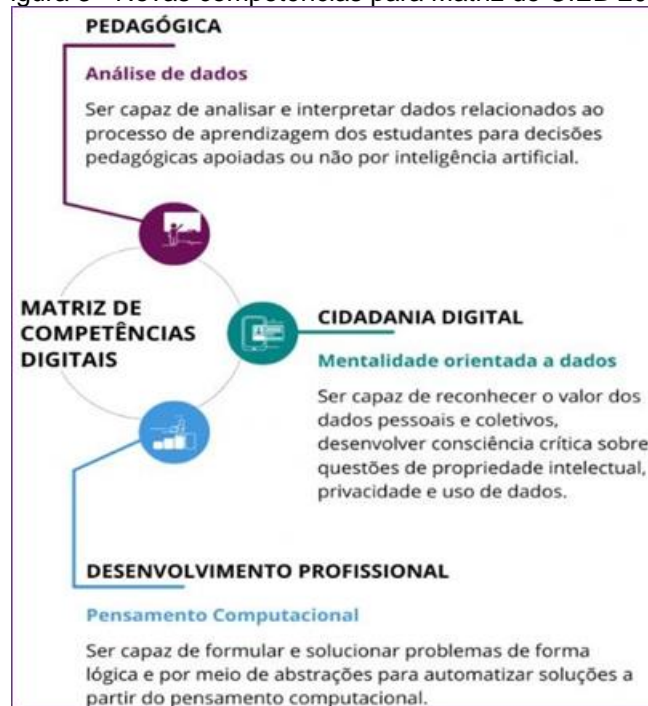 PEDAGÓGICA
Análise de dados
Ser capaz de analisar e interpretar dados relacionados ao
processo de aprendizagem dos estudantes para decisões
pedagógicas apoiadas ou não por inteligência artificial.
MATRIZ DE
COMPETÊNCIAS
DIGITAIS
CIDADANIA DIGITAL
Mentalidade orientada a dados
Ser capaz de reconhecer o valor dos
dados pessoais e coletivos,
desenvolver consciência crítica sobre
questões de propriedade intelectual,
privacidade e uso de dados.
DESENVOLVIMENTO PROFISSIONAL
Pensamento Computacional
Ser capaz de formular e solucionar problemas de forma
lógica e por meio de abstrações para automatizar soluções a
partir do pensamento computacional.